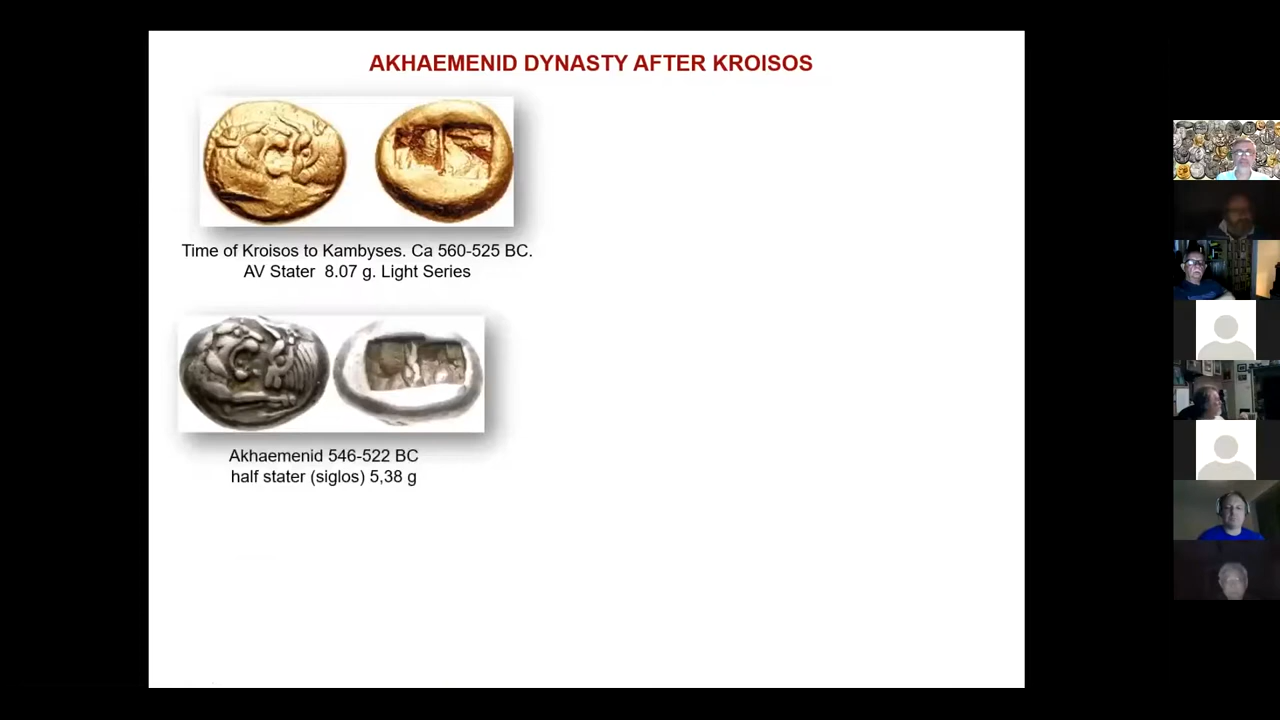 AKHAEMENID DYNASTY AFTER KROISOS
Time of Kroisos to Kambyses. Ca 560-525 BC.
AV Stater 8.07 g. Light Series
Akhaemenid 546-522 BC
half stater (siglos) 5,38 g